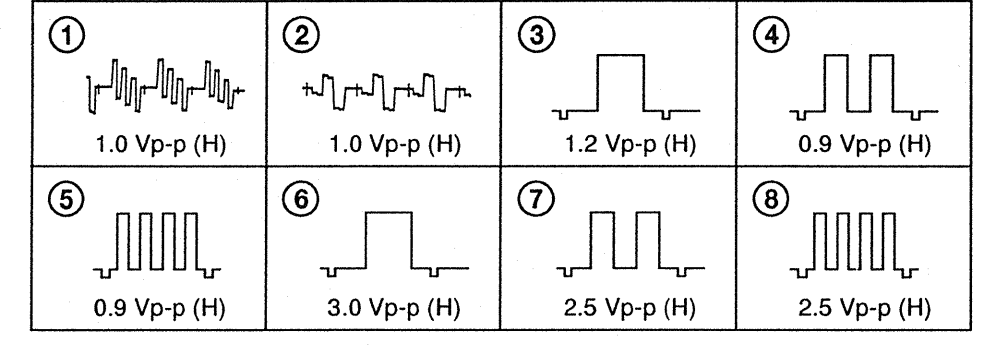 ① ② ③ ④
1.0 Vp-p (H) 1.0 Vp-p (H) 1.2 Vp-p (H) 0.9 Vp-p (H)
⑤ ⑥ ⑦ ⑧
0.9 Vp-p (H) 3.0 Vp-p (H) 2.5 Vp-p (H) 2.5 Vp-p (H)